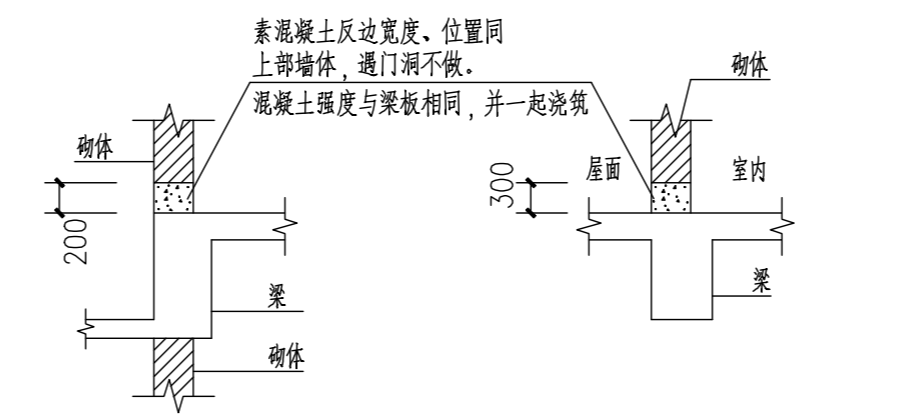 素混凝土反边宽度、位置同
上部墙体,遇门洞不做。
混凝土强度与梁板相同,并一起浇筑
砌体
砌体
屋面
室内
300
200
梁
梁
砌体